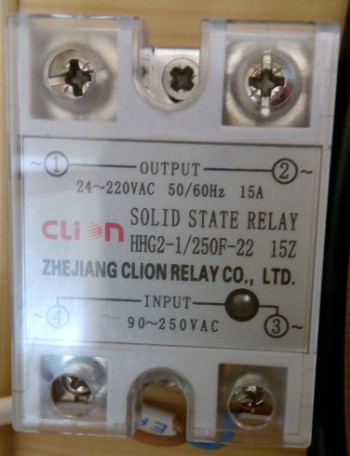 ~① OUTPUT ②~
24~220VAC 50/60Hz 15A
CLION SOLID STATE RELAY
HHG2-1/250F-22 15Z
ZHEJIANG CLION RELAY CO., LTD.
~④ INPUT ③~
90~250VAC